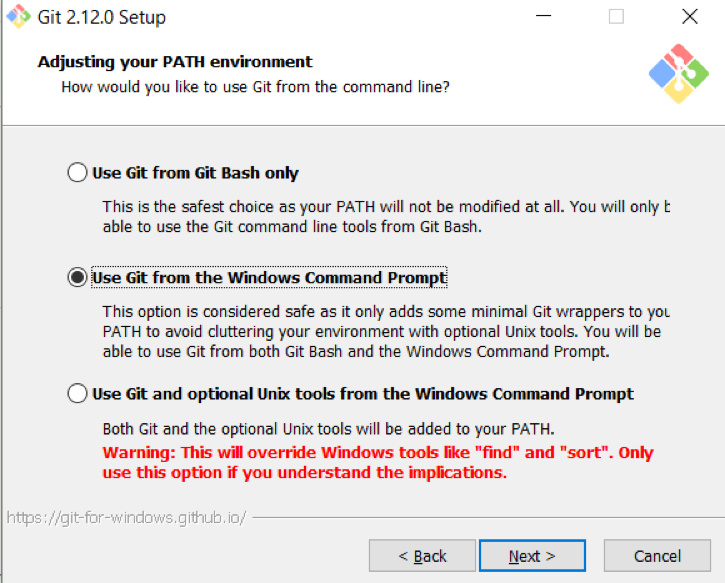 Git 2.12.0 Setup
Adjusting your PATH environment
How would you like to use Git from the command line?
Use Git from Git Bash only
This is the safest choice as your PATH will not be modified at all. You will only b
able to use the Git command line tools from Git Bash.
Use Git from the Windows Command Prompt
This option is considered safe as it only adds some minimal Git wrappers to you
PATH to avoid cluttering your environment with optional Unix tools. You will be
able to use Git from both Git Bash and the Windows Command Prompt.
Use Git and optional Unix tools from the Windows Command Prompt
Both Git and the optional Unix tools will be added to your PATH.
Warning: This will override Windows tools like "find" and "sort". Only
use this option if you understand the implications.
https://git-for-windows.github.io/
< Back Next > Cancel